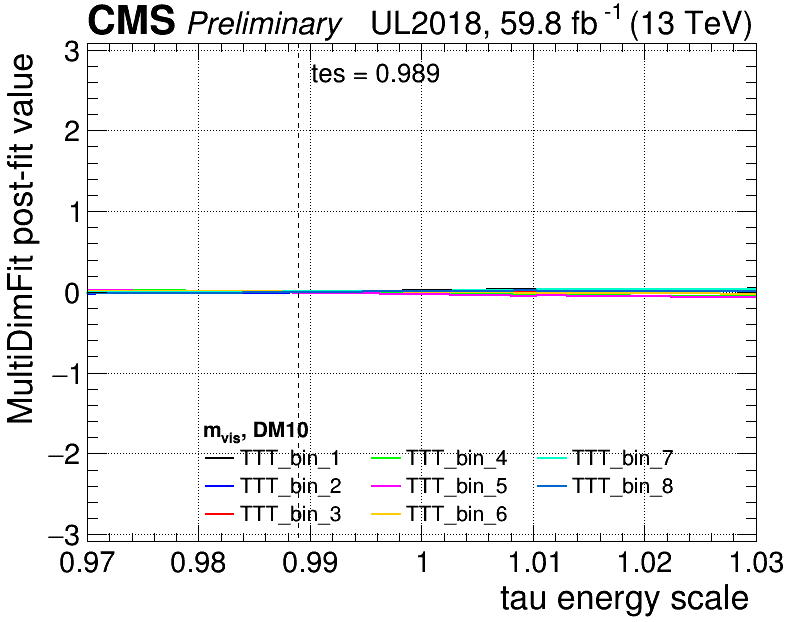 CMS Preliminary UL2018, 59.8 fb⁻¹ (13 TeV)
MultiDimFit post-fit value
3
2
1
0
−1
−2
−3
tes = 0.989
m_vis, DM10
TTT_bin_1 TTT_bin_4 TTT_bin_7
TTT_bin_2 TTT_bin_5 TTT_bin_8
TTT_bin_3 TTT_bin_6
0.97 0.98 0.99 1 1.01 1.02 1.03
tau energy scale